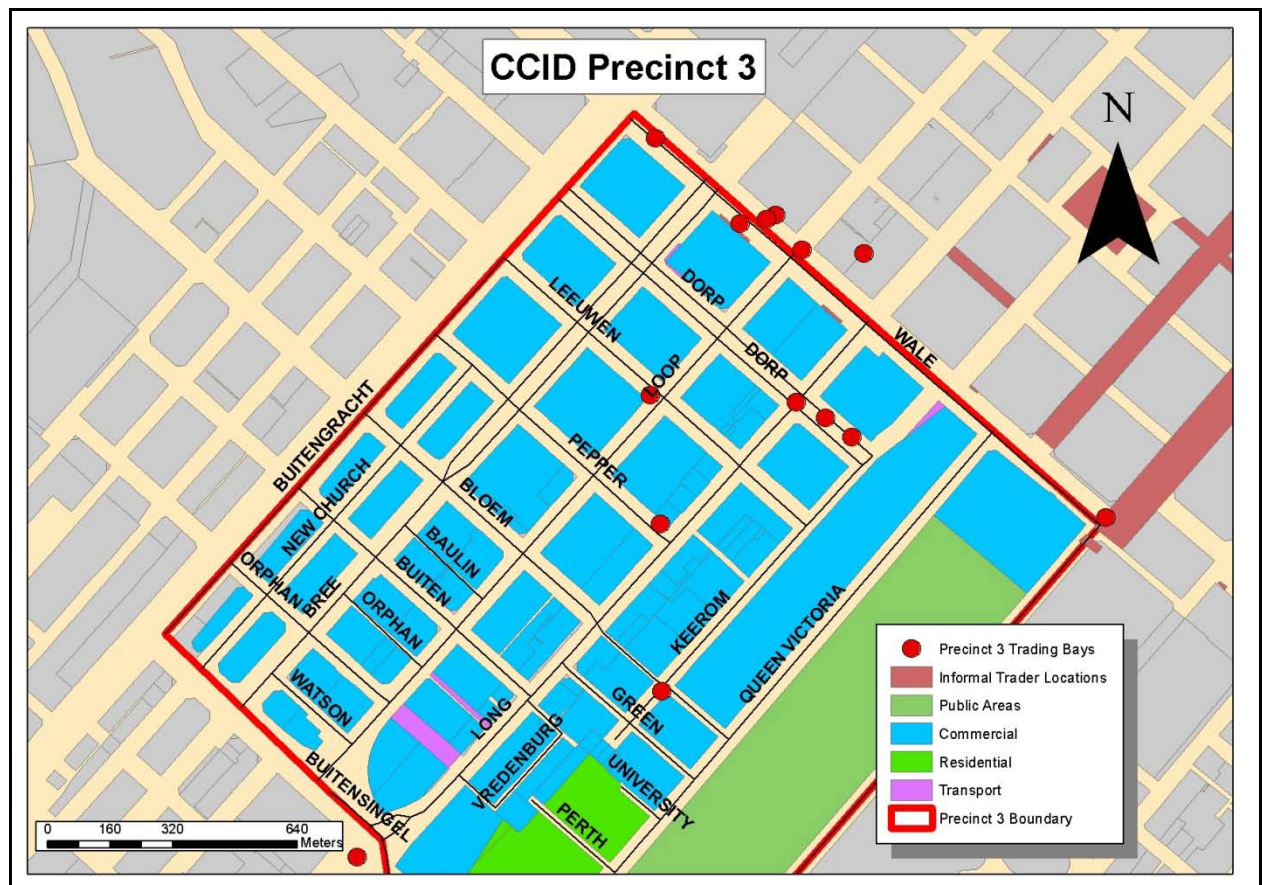 CCID Precinct 3
N
DORP
LEEUWEN
WALE
DORP
LOOP
BUITENGRACHT
PEPPER
BLOEM
NEW CHURCH
BAULIN
BUITEN
ORPHAN
BREE
ORPHAN
KEEROM
QUEEN VICTORIA
WATSON
GREEN
LONG
VREDENBURG
UNIVERSITY
BUITENSINGEL
PERTH
Precinct 3 Trading Bays
Informal Trader Locations
Public Areas
Commercial
Residential
Transport
Precinct 3 Boundary
0 160 320 640
Meters